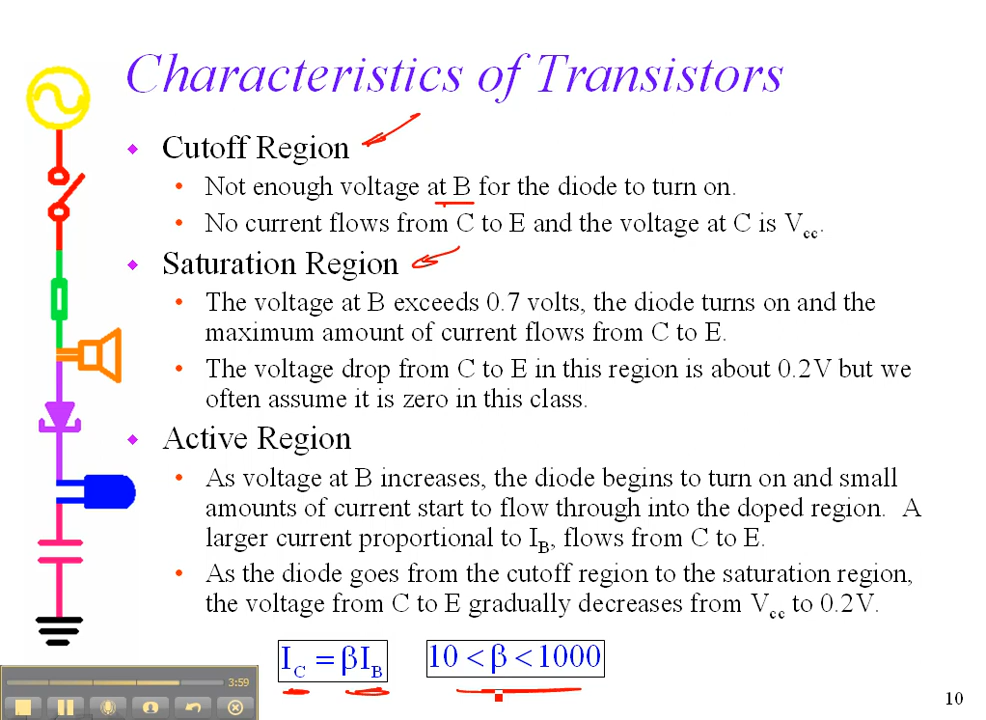 Characteristics of Transistors
Cutoff Region
Not enough voltage at B for the diode to turn on.
No current flows from C to E and the voltage at C is Vcc.
Saturation Region
The voltage at B exceeds 0.7 volts, the diode turns on and the
maximum amount of current flows from C to E.
The voltage drop from C to E in this region is about 0.2V but we
often assume it is zero in this class.
Active Region
As voltage at B increases, the diode begins to turn on and small
amounts of current start to flow through into the doped region. A
larger current proportional to IB, flows from C to E.
As the diode goes from the cutoff region to the saturation region,
the voltage from C to E gradually decreases from Vcc to 0.2V.
IC = βIB
10 < β < 1000
3:59
10